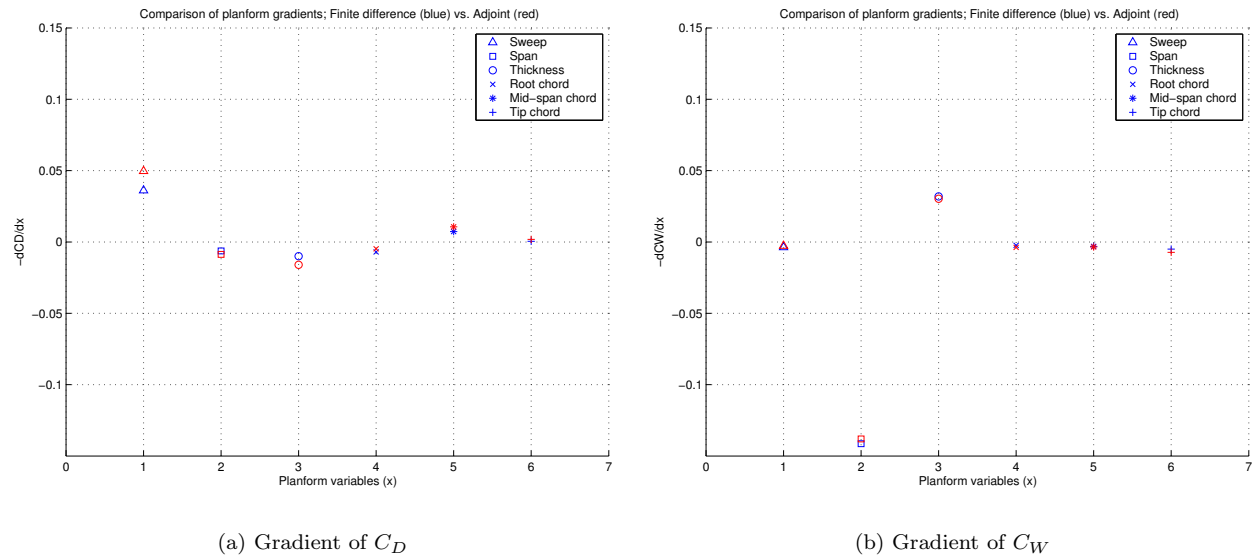 Comparison of planform gradients; Finite difference (blue) vs. Adjoint (red)
0.15
0.1
0.05
0
−0.05
−0.1
−dCD/dx
Sweep
Span
Thickness
Root chord
Mid−span chord
Tip chord
0 1 2 3 4 5 6 7
Planform variables (x)
(a) Gradient of C_D
Comparison of planform gradients; Finite difference (blue) vs. Adjoint (red)
0.15
0.1
0.05
0
−0.05
−0.1
−dCW/dx
Sweep
Span
Thickness
Root chord
Mid−span chord
Tip chord
0 1 2 3 4 5 6 7
Planform variables (x)
(b) Gradient of C_W